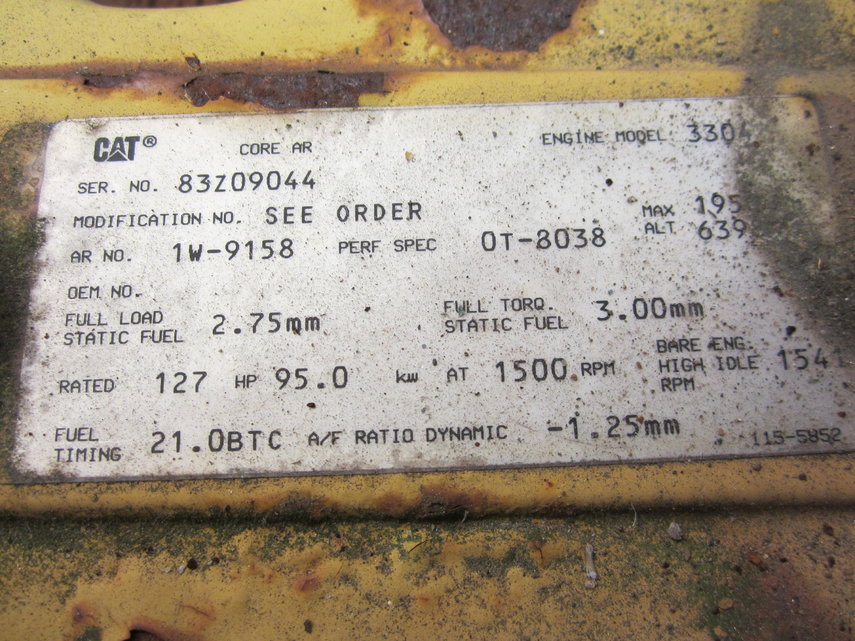 CAT® CORE AR ENGINE MODEL 330
SER. NO. 83Z09044
MODIFICATION NO. SEE ORDER MAX 195
ALT 639
AR NO. 1W-9158 PERF SPEC 0T-8038
OEM NO.
FULL LOAD
STATIC FUEL 2.75mm
FULL TORQ.
STATIC FUEL 3.00mm
RATED 127 HP 95.0 kw AT 1500 RPM
BARE ENG.
HIGH IDLE 154
RPM
FUEL
TIMING 21.0BTC A/F RATIO DYNAMIC -1.25mm
115-5852